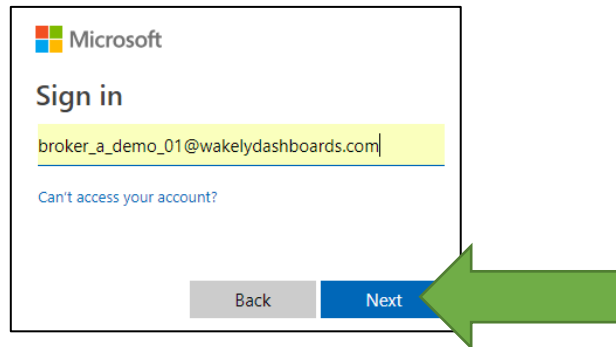 Microsoft
Sign in
broker_a_demo_01@wakelydashboards.com
Can't access your account?
Back Next